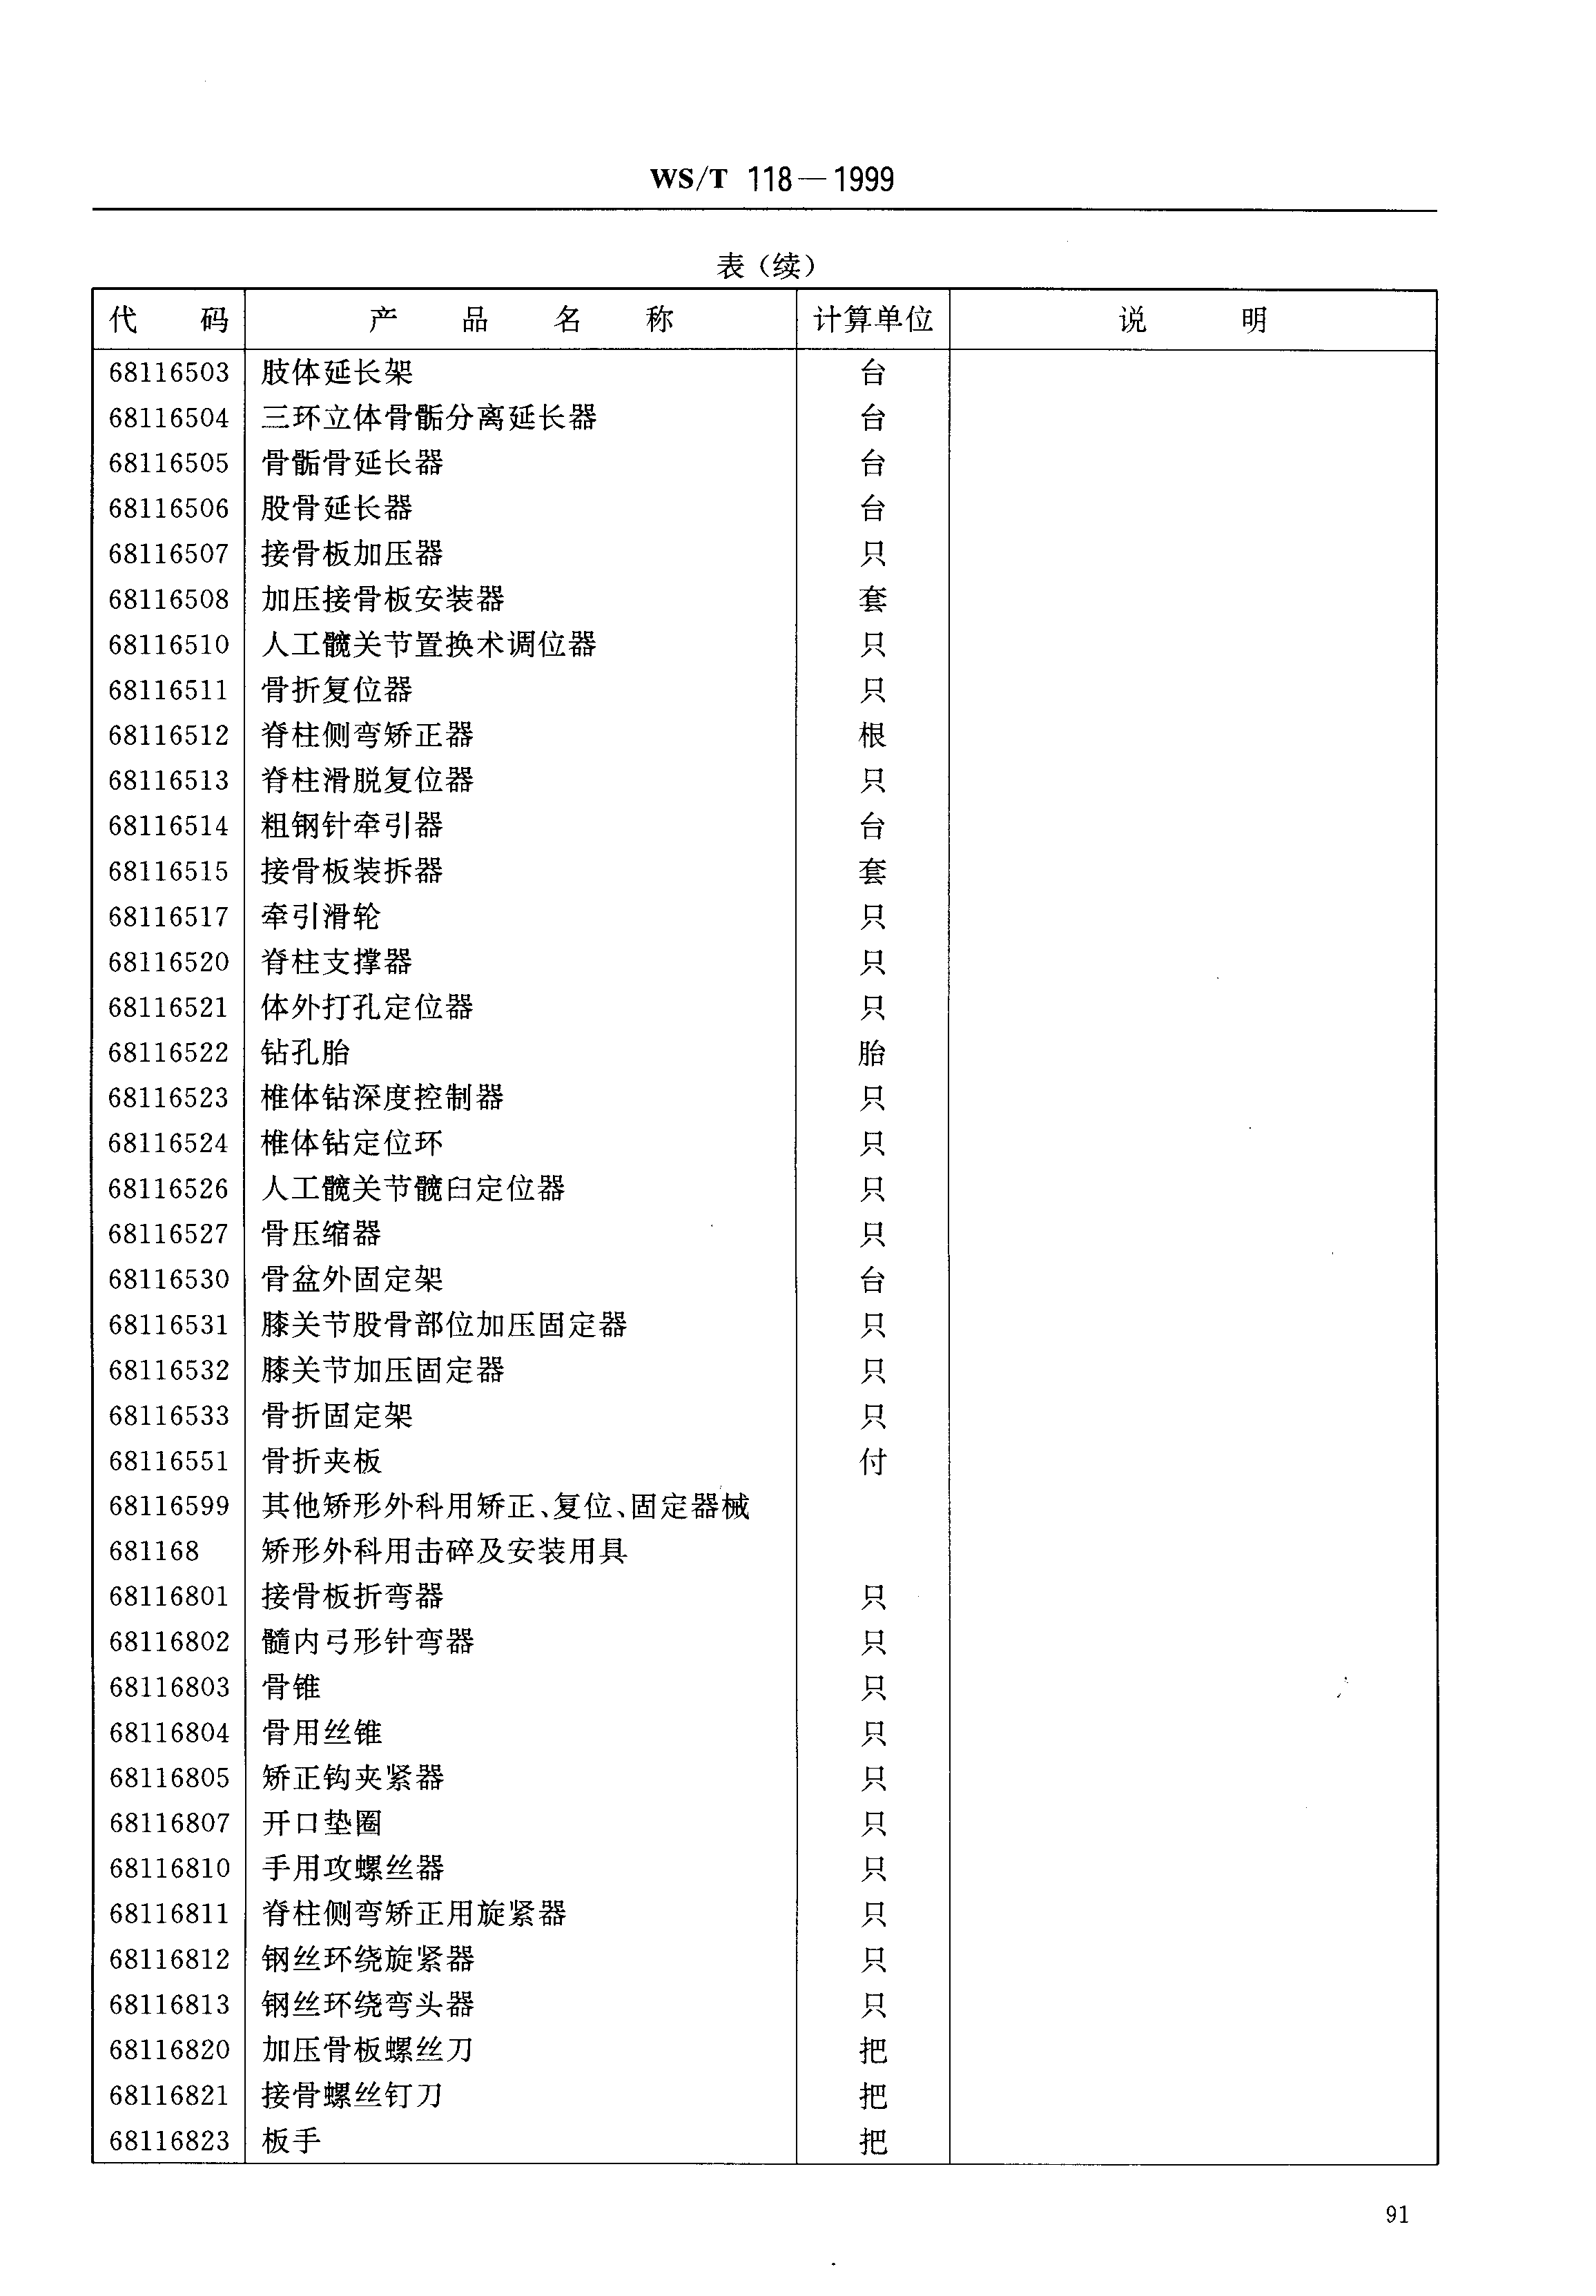 WS/T 118—1999
表（续）
代 码 产 品 名 称 计算单位 说 明
68116503 肢体延长架 台
68116504 三环立体骨骺分离延长器 台
68116505 骨骺骨延长器 台
68116506 股骨延长器 台
68116507 接骨板加压器 只
68116508 加压接骨板安装器 套
68116510 人工髋关节置换术调位器 只
68116511 骨折复位器 只
68116512 脊柱侧弯矫正器 根
68116513 脊柱滑脱复位器 只
68116514 粗钢针牵引器 台
68116515 接骨板装拆器 套
68116517 牵引滑轮 只
68116520 脊柱支撑器 只
68116521 体外打孔定位器 只
68116522 钻孔胎 胎
68116523 椎体钻深度控制器 只
68116524 椎体钻定位环 只
68116526 人工髋关节髋臼定位器 只
68116527 骨压缩器 只
68116530 骨盆外固定架 台
68116531 膝关节股骨部位加压固定器 只
68116532 膝关节加压固定器 只
68116533 骨折固定架 只
68116551 骨折夹板 付
68116599 其他矫形外科用矫正、复位、固定器械
681168 矫形外科用击碎及安装用具
68116801 接骨板折弯器 只
68116802 髓内弓形针弯器 只
68116803 骨锥 只
68116804 骨用丝锥 只
68116805 矫正钩夹紧器 只
68116807 开口垫圈 只
68116810 手用攻螺丝器 只
68116811 脊柱侧弯矫正用旋紧器 只
68116812 钢丝环绕旋紧器 只
68116813 钢丝环绕弯头器 只
68116820 加压骨板螺丝刀 把
68116821 接骨螺丝钉刀 把
68116823 板手 把
91